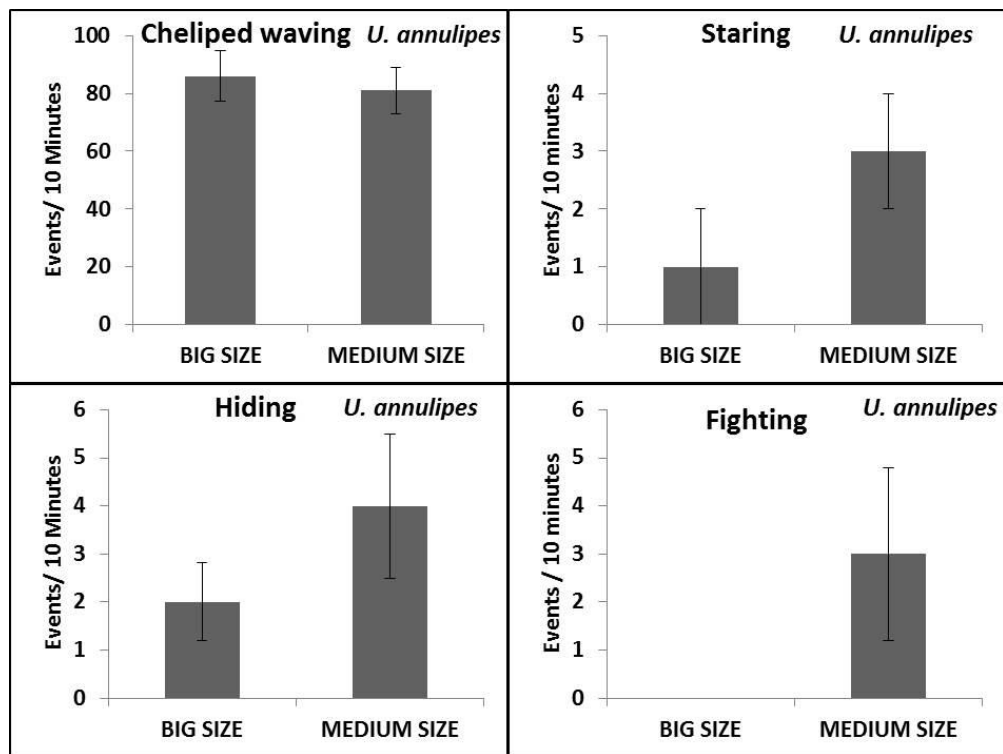 Cheliped waving U. annulipes
Events/ 10 Minutes
100
80
60
40
20
0
BIG SIZE MEDIUM SIZE
Staring U. annulipes
Events/ 10 minutes
5
4
3
2
1
0
BIG SIZE MEDIUM SIZE
Hiding U. annulipes
Events/ 10 Minutes
6
5
4
3
2
1
0
BIG SIZE MEDIUM SIZE
Fighting U. annulipes
Events / 10 minutes
6
5
4
3
2
1
0
BIG SIZE MEDIUM SIZE